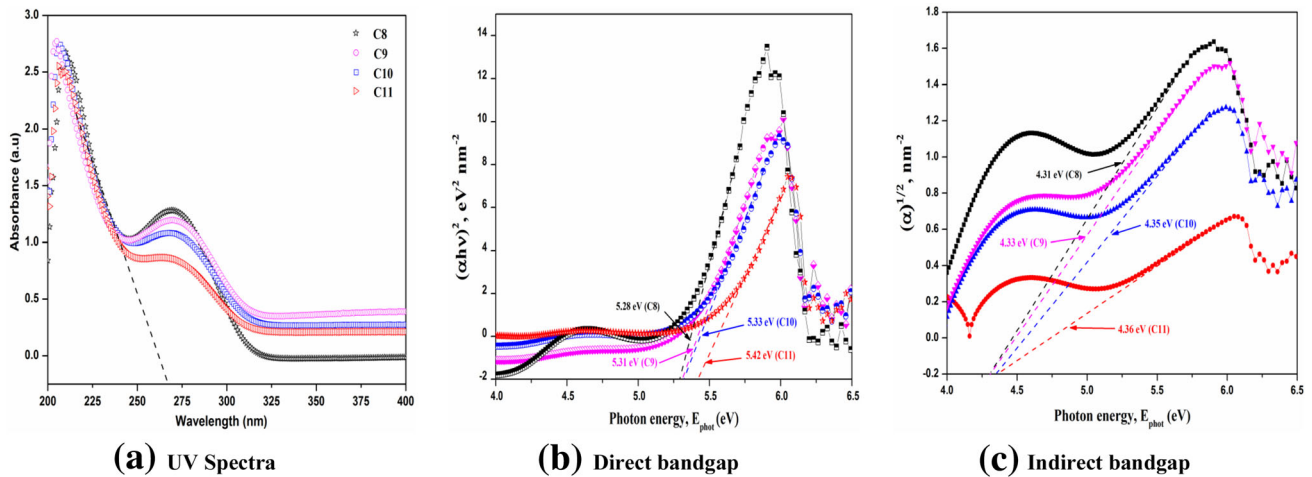 3.0
2.5
2.0
1.5
1.0
0.5
0.0
Absorbance (a.u)
C8
C9
C10
C11
200 225 250 275 300 325 350 375 400
Wavelength (nm)
(a) UV Spectra
14
12
10
8
6
4
2
0
-2
(αhν)², eV² nm⁻²
5.28 eV (C8)
5.33 eV (C10)
5.31 eV (C9)
5.42 eV (C11)
4.0 4.5 5.0 5.5 6.0 6.5
Photon energy, E_phot (eV)
(b) Direct bandgap
1.8
1.6
1.4
1.2
1.0
0.8
0.6
0.4
0.2
0.0
-0.2
(α)^1/2, nm⁻²
4.31 eV (C8)
4.33 eV (C9)
4.35 eV (C10)
4.36 eV (C11)
4.0 4.5 5.0 5.5 6.0 6.5
Photon energy, E_phot (eV)
(c) Indirect bandgap